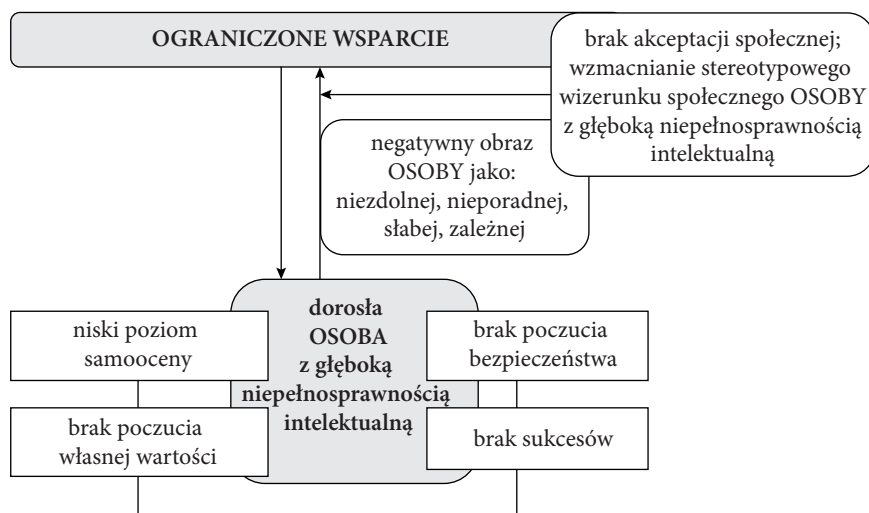 OGRANICZONE WSPARCIE
brak akceptacji społecznej;
wzmacnianie stereotypowego
wizerunku społecznego OSOBY
z głęboką niepełnosprawnością
intelektualną
negatywny obraz
OSOBY jako:
niezdolnej, nieporadnej,
słabej, zależnej
dorosła
OSOBA
z głęboką
niepełnosprawnością
intelektualną
niski poziom
samooceny
brak poczucia
własnej wartości
brak poczucia
bezpieczeństwa
brak sukcesów